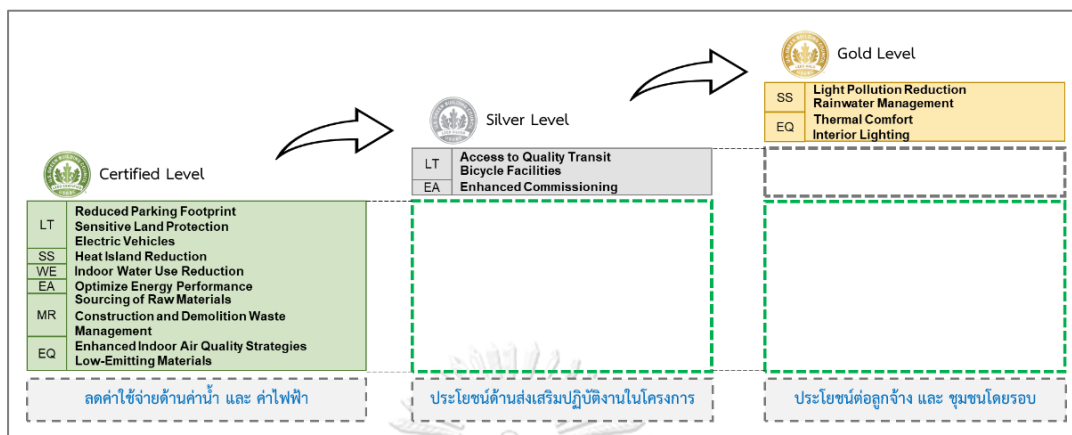 Gold Level
SS
Light Pollution Reduction
Rainwater Management
EQ
Thermal Comfort
Interior Lighting
Silver Level
LT
Access to Quality Transit
Bicycle Facilities
EA
Enhanced Commissioning
Certified Level
LT
Reduced Parking Footprint
Sensitive Land Protection
Electric Vehicles
SS
Heat Island Reduction
WE
Indoor Water Use Reduction
EA
Optimize Energy Performance
MR
Sourcing of Raw Materials
Construction and Demolition Waste
Management
EQ
Enhanced Indoor Air Quality Strategies
Low-Emitting Materials
ลดค่าใช้จ่ายด้านค่าน้ำ และ ค่าไฟฟ้า
ประโยชน์ด้านส่งเสริมปฏิบัติงานในโครงการ
ประโยชน์ต่อลูกจ้าง และ ชุมชนโดยรอบ